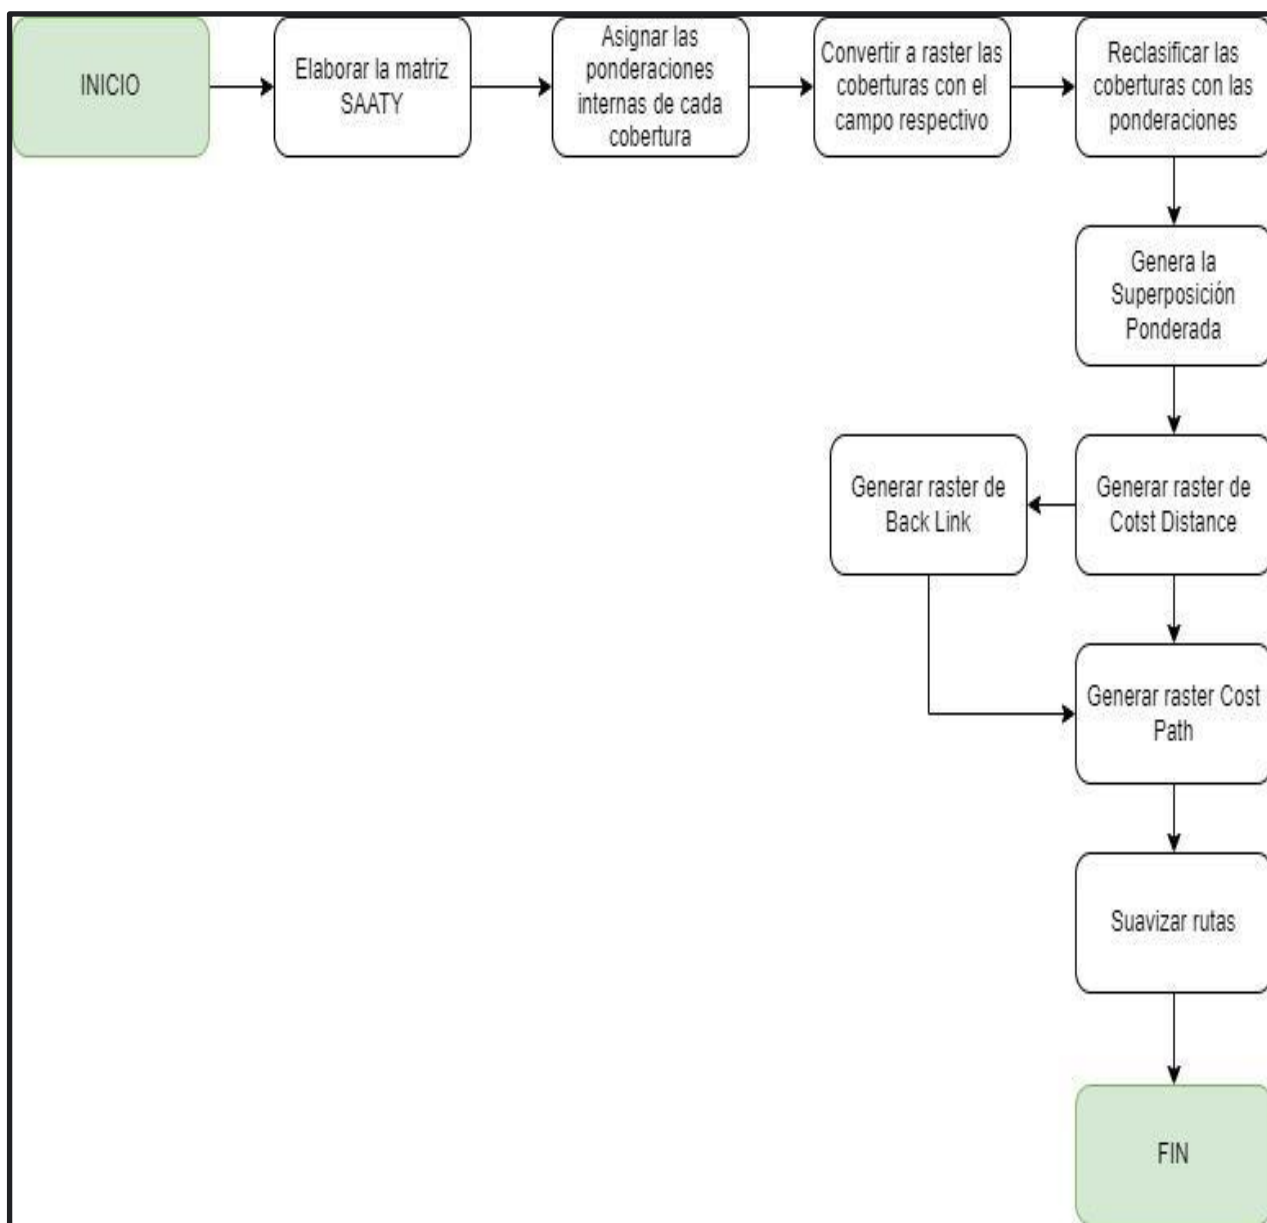 INICIO
Elaborar la matriz
SAATY
Asignar las
ponderaciones
internas de cada
cobertura
Convertir a raster las
coberturas con el
campo respectivo
Reclasificar las
coberturas con las
ponderaciones
Genera la
Superposición
Ponderada
Generar raster de
Back Link
Generar raster de
Cotst Distance
Generar raster Cost
Path
Suavizar rutas
FIN